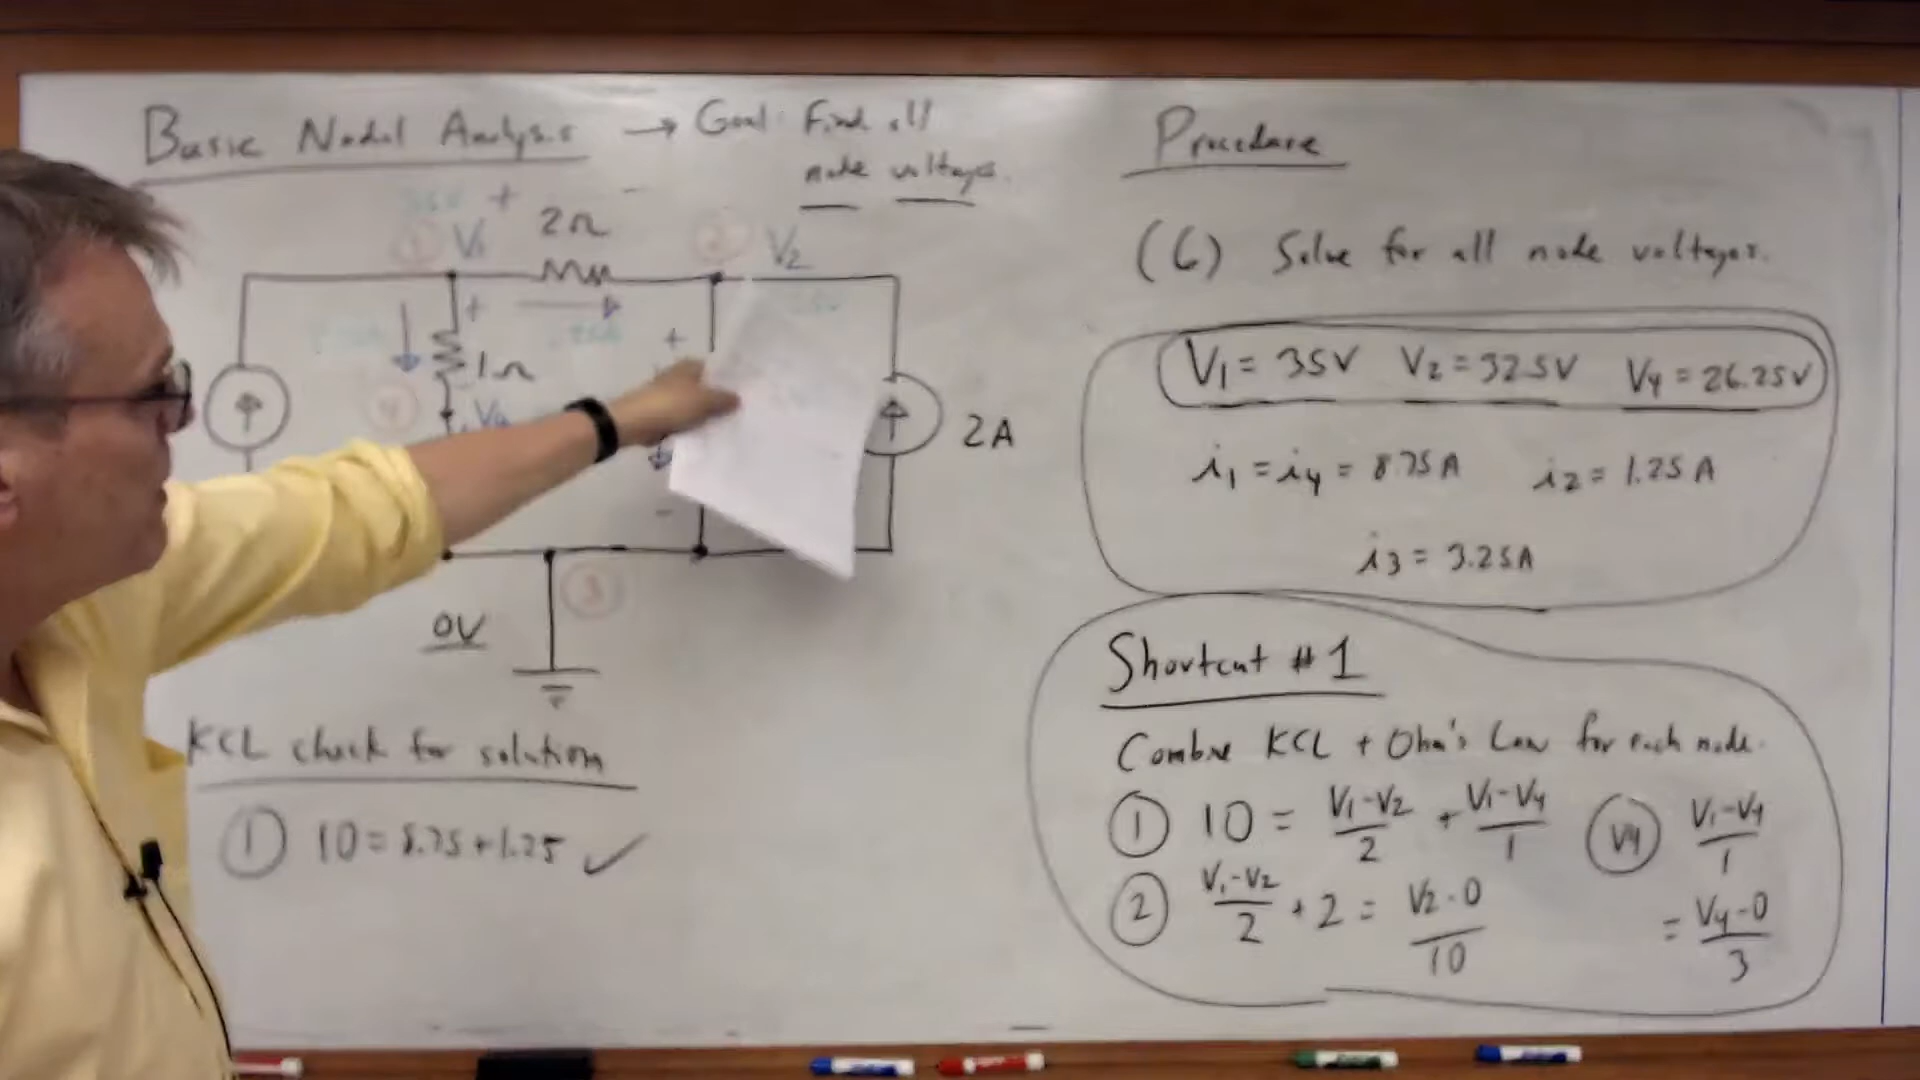 Basic Nodal Analysis → Goal: Find all
node voltages.
+ 2Ω -
① V1 ② V2
+
1Ω
+
V4
④
2A
-
③
0V
KCL check for solution
① 10 = 8.75 + 1.25 ✓
Procedure
(6) Solve for all node voltages.
V1 = 35V V2 = 32.5V V4 = 26.25V
i1 = i4 = 8.75A i2 = 1.25A
i3 = 3.25A
Shortcut #1
Combine KCL + Ohm's Law for each node.
① 10 = (V1-V2)/2 + (V1-V4)/1 (V4) (V1-V4)/1
② (V1-V2)/2 + 2 = (V2-0)/10 = (V4-0)/3